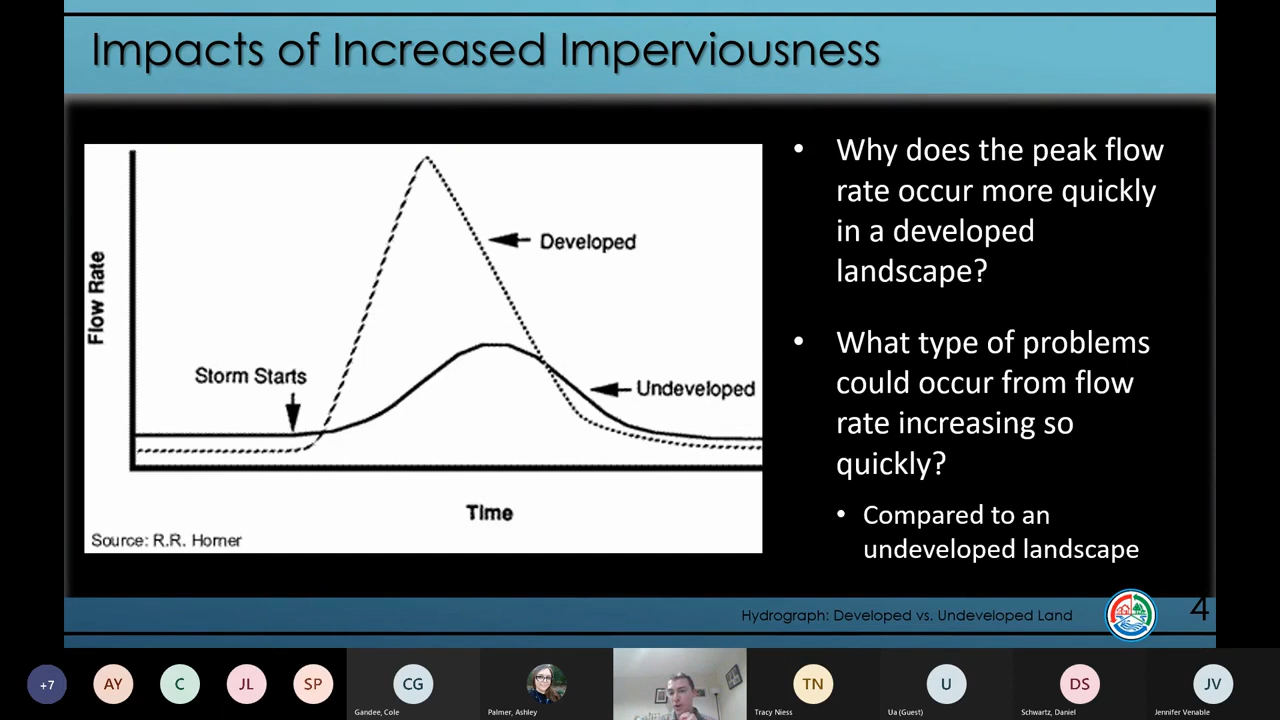 Impacts of Increased Imperviousness
Flow Rate
Storm Starts
Developed
Undeveloped
Time
Source: R.R. Horner
• Why does the peak flow
rate occur more quickly
in a developed
landscape?
• What type of problems
could occur from flow
rate increasing so
quickly?
• Compared to an
undeveloped landscape
Hydrograph: Developed vs. Undeveloped Land
4
+7
AY
C
JL
SP
CG
TN
U
DS
JV
Gandee, Cole
Palmer, Ashley
Tracy Niess
Ua (Guest)
Schwartz, Daniel
Jennifer Venable